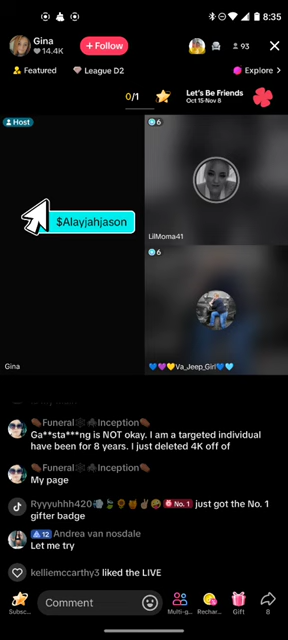 8:35
Gina
14.4K
+ Follow
93
Featured
League D2
Explore >
0/1
Let's Be Friends
Oct 15-Nov 8
Host
6
$Alayjahjason
LilMoma41
6
Gina
💙💜💛Va_Jeep_Girl💙🩵
⚰️Funeral🕸️🕷️Inception⚰️
Ga**sta***ng is NOT okay. I am a targeted individual
have been for 8 years. I just deleted 4K off of
⚰️Funeral🕸️🕷️Inception⚰️
My page
Ryyyuhhh420 No. 1 just got the No. 1
gifter badge
12 Andrea van nosdale
Let me try
kelliemccarthy3 liked the LIVE
Comment
Subsc...
Multi-g...
Rechar...
Gift
8